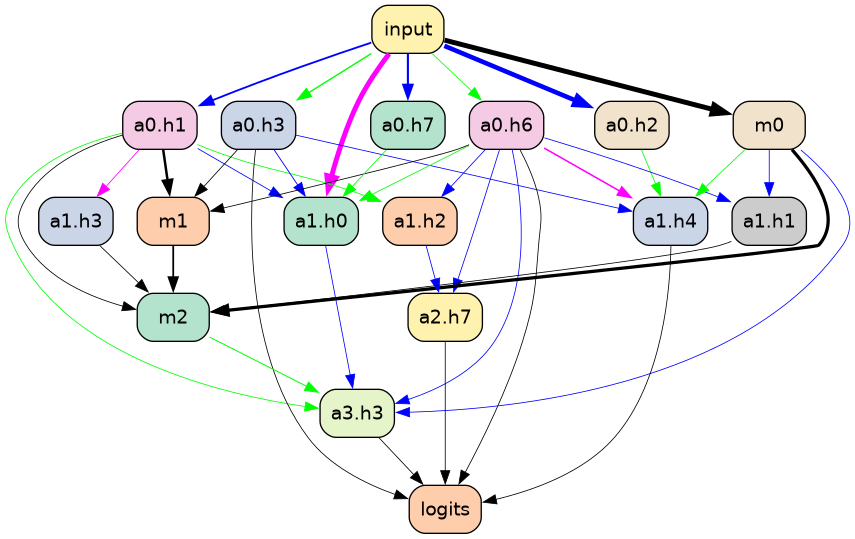 input
a0.h1
a0.h3
a0.h7
a0.h6
a0.h2
m0
a1.h3
m1
a1.h0
a1.h2
a1.h4
a1.h1
m2
a2.h7
a3.h3
logits